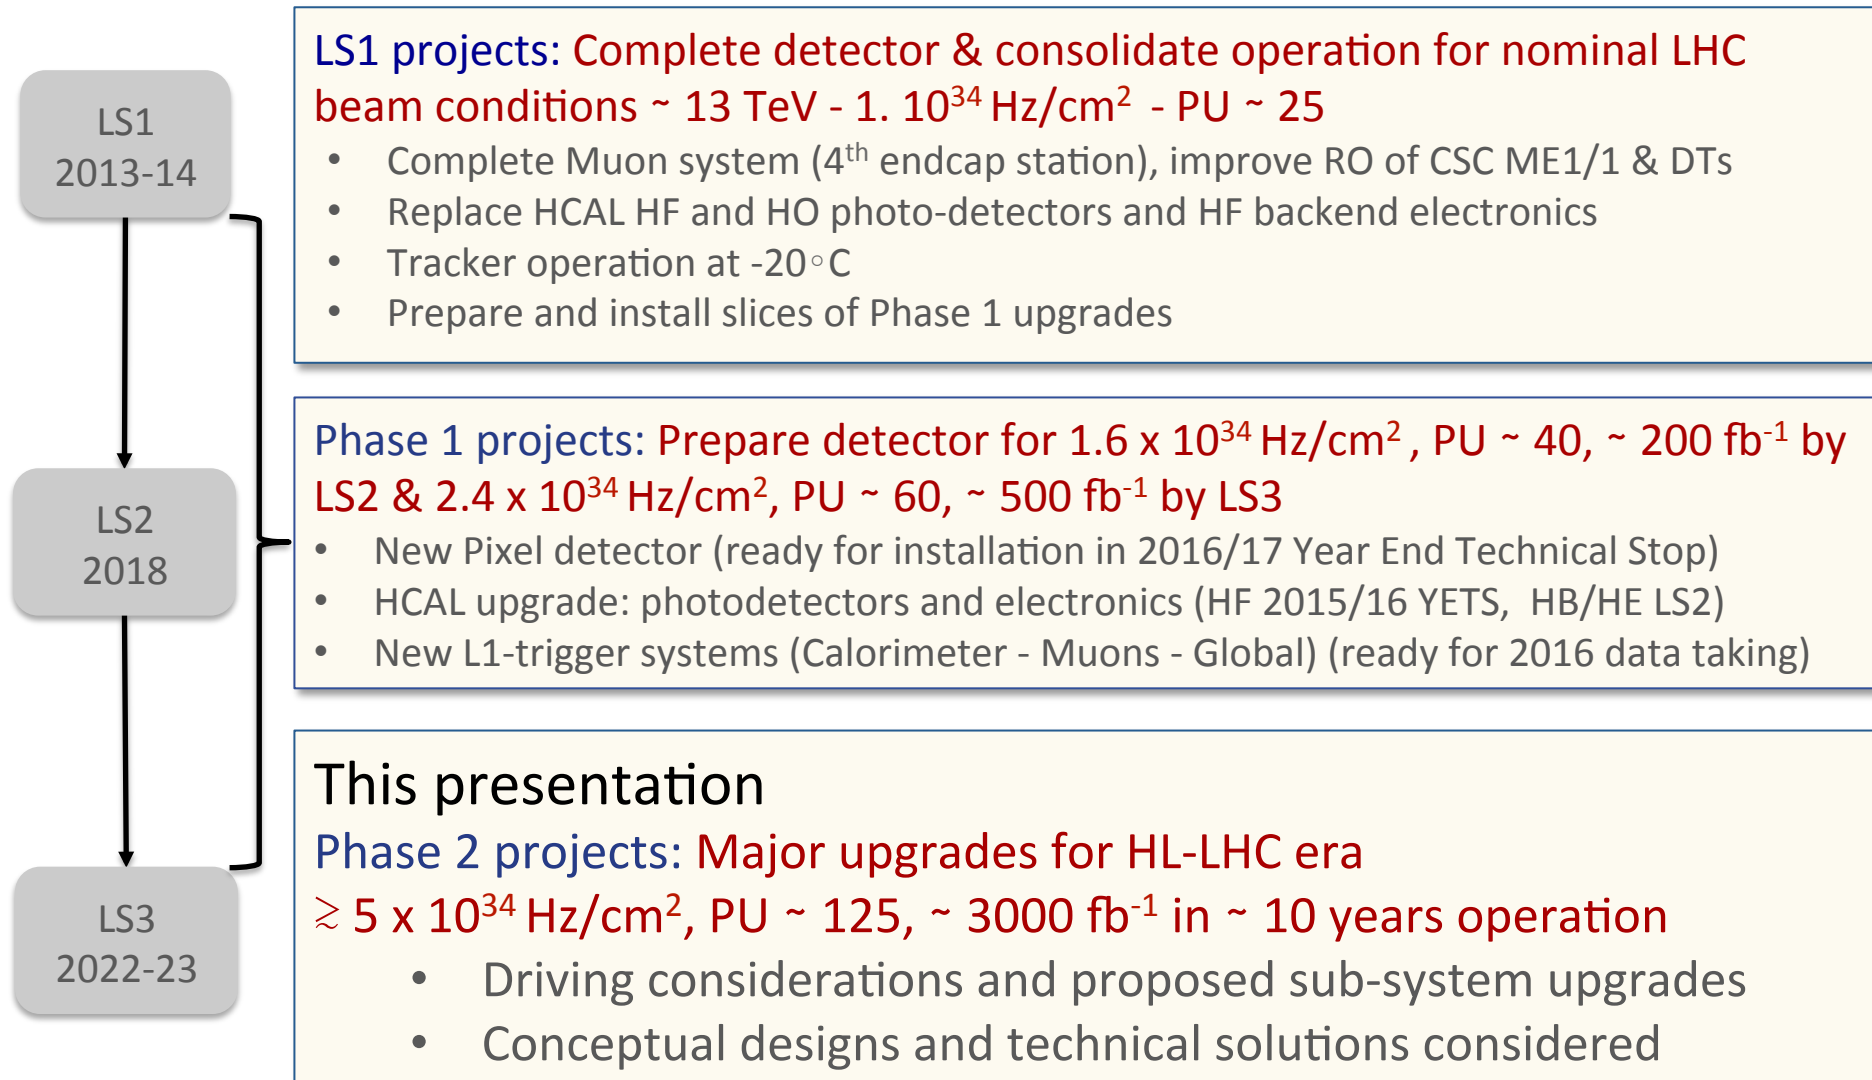 LS1
2013-14
LS1 projects: Complete detector & consolidate operation for nominal LHC
beam conditions ~ 13 TeV - 1. 10³⁴ Hz/cm² - PU ~ 25
• Complete Muon system (4ᵗʰ endcap station), improve RO of CSC ME1/1 & DTs
• Replace HCAL HF and HO photo-detectors and HF backend electronics
• Tracker operation at -20◦C
• Prepare and install slices of Phase 1 upgrades
LS2
2018
Phase 1 projects: Prepare detector for 1.6 x 10³⁴ Hz/cm² , PU ~ 40, ~ 200 fb⁻¹ by
LS2 & 2.4 x 10³⁴ Hz/cm², PU ~ 60, ~ 500 fb⁻¹ by LS3
• New Pixel detector (ready for installation in 2016/17 Year End Technical Stop)
• HCAL upgrade: photodetectors and electronics (HF 2015/16 YETS, HB/HE LS2)
• New L1-trigger systems (Calorimeter - Muons - Global) (ready for 2016 data taking)
LS3
2022-23
This presentation
Phase 2 projects: Major upgrades for HL-LHC era
≳ 5 x 10³⁴ Hz/cm², PU ~ 125, ~ 3000 fb⁻¹ in ~ 10 years operation
• Driving considerations and proposed sub-system upgrades
• Conceptual designs and technical solutions considered